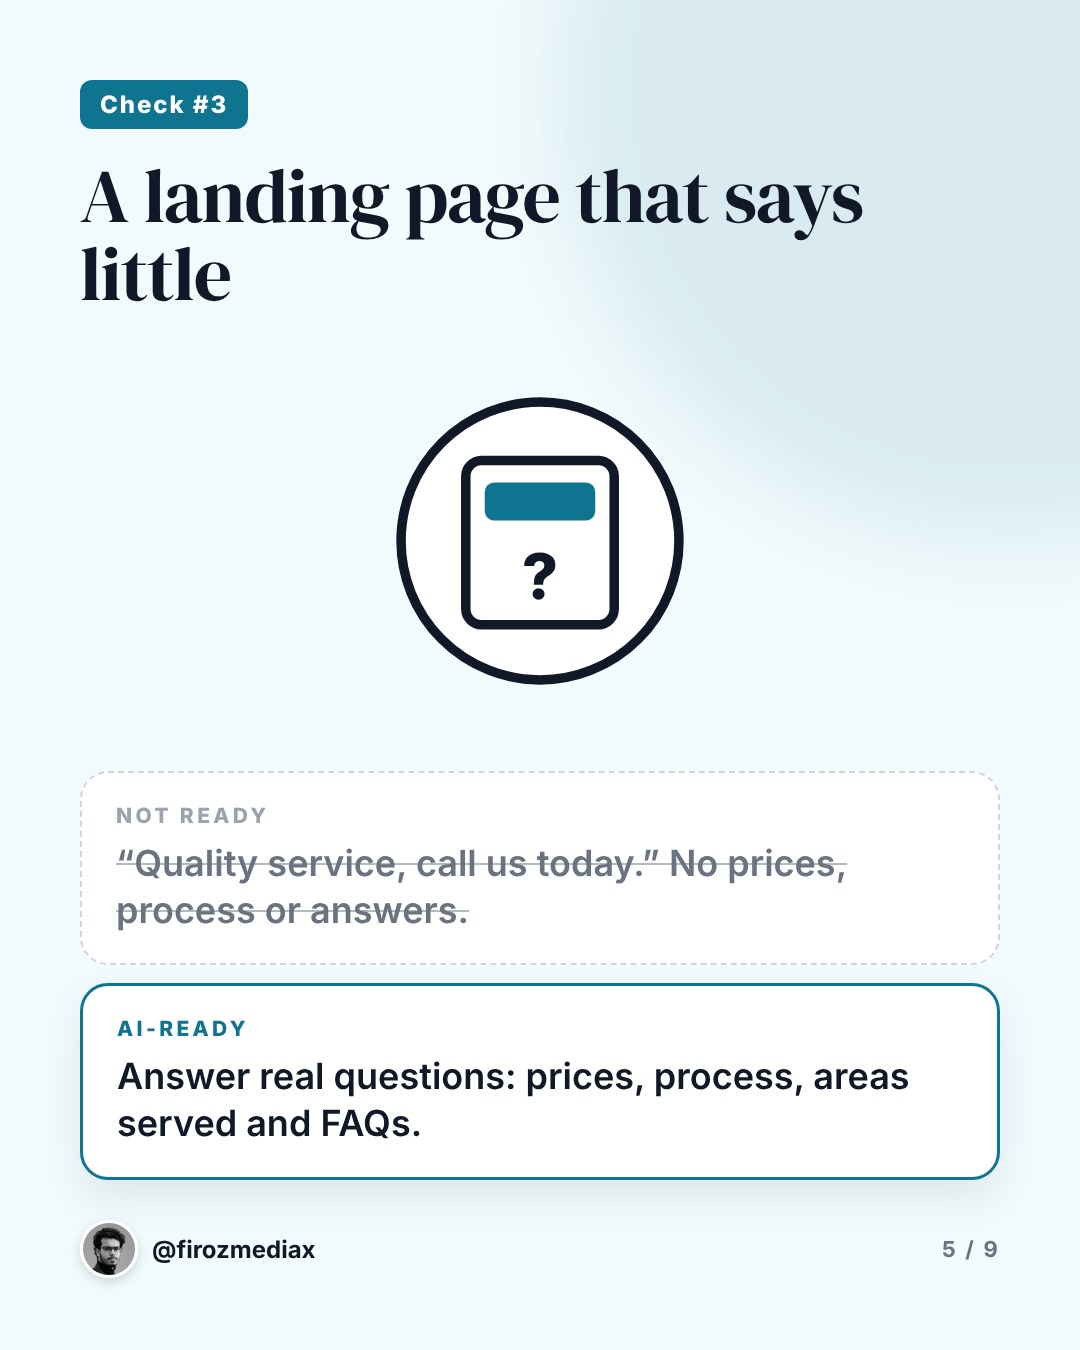 Check #3
A landing page that says
little
?
NOT READY
“Quality service, call us today.” No prices,
process or answers.
AI-READY
Answer real questions: prices, process, areas
served and FAQs.
@firozmediax
5 / 9